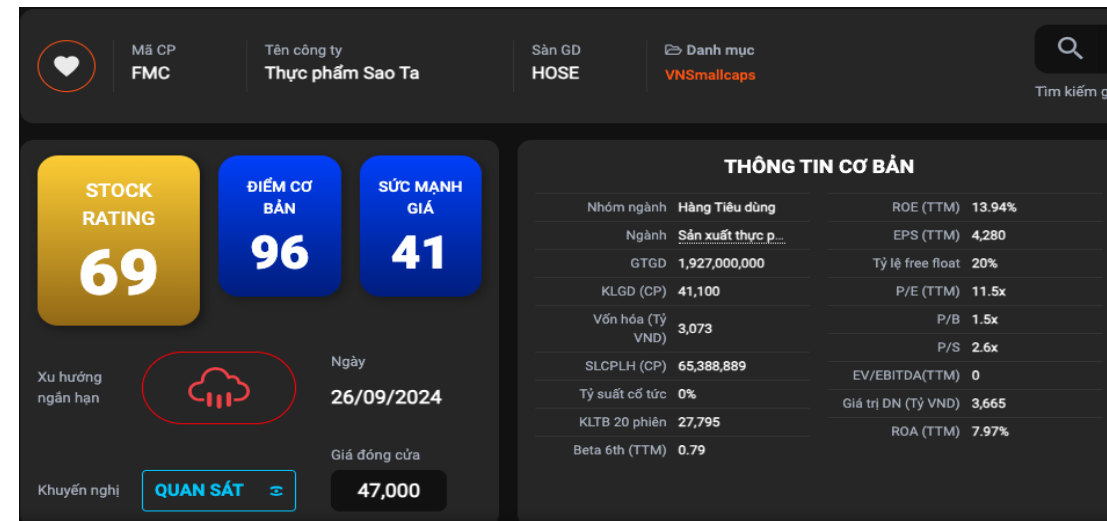 Mã CP
FMC
Tên công ty
Thực phẩm Sao Ta
Sàn GD
HOSE
Danh mục
VNSmallcaps
Tìm kiếm g
STOCK
RATING
69
ĐIỂM CƠ
BẢN
96
SỨC MẠNH
GIÁ
41
Xu hướng
ngắn hạn
Ngày
26/09/2024
Giá đóng cửa
47,000
Khuyến nghị
QUAN SÁT
THÔNG TIN CƠ BẢN
Nhóm ngành Hàng Tiêu dùng
Ngành Sản xuất thực p...
GTGD 1,927,000,000
KLGD (CP) 41,100
Vốn hóa (Tỷ
VND) 3,073
SLCPLH (CP) 65,388,889
Tỷ suất cổ tức 0%
KLTB 20 phiên 27,795
Beta 6th (TTM) 0.79
ROE (TTM) 13.94%
EPS (TTM) 4,280
Tỷ lệ free float 20%
P/E (TTM) 11.5x
P/B 1.5x
P/S 2.6x
EV/EBITDA(TTM) 0
Giá trị DN (Tỷ VND) 3,665
ROA (TTM) 7.97%